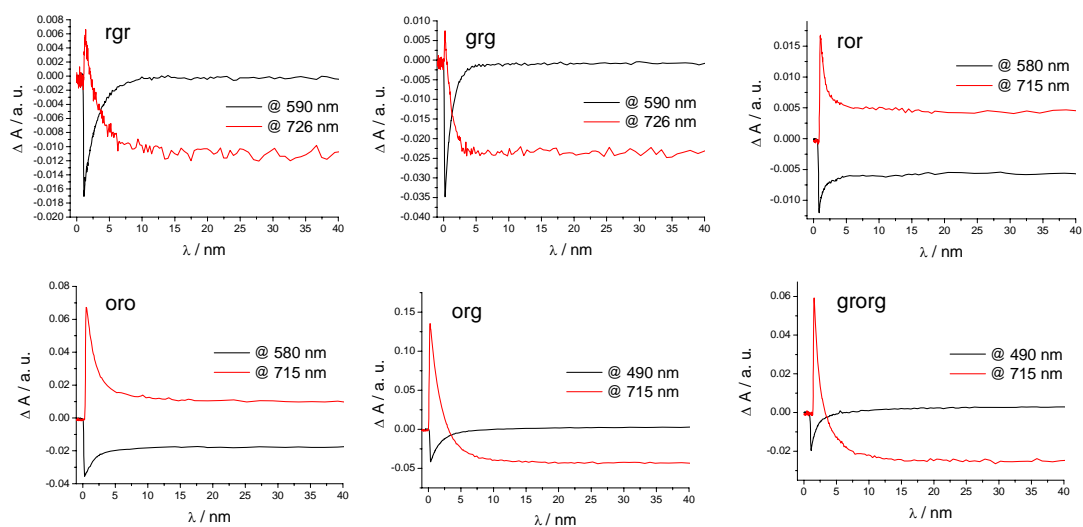 rgr
0.008
0.006
0.004
0.002
0.000
-0.002
-0.004
-0.006
-0.008
-0.010
-0.012
-0.014
-0.016
-0.018
-0.020
Δ A / a. u.
@ 590 nm
@ 726 nm
0 5 10 15 20 25 30 35 40
λ / nm
grg
0.010
0.005
0.000
-0.005
-0.010
-0.015
-0.020
-0.025
-0.030
-0.035
-0.040
Δ A / a. u.
@ 590 nm
@ 726 nm
0 5 10 15 20 25 30 35 40
λ / nm
ror
0.015
0.010
0.005
0.000
-0.005
-0.010
Δ A / a. u.
@ 580 nm
@ 715 nm
0 5 10 15 20 25 30 35 40
λ / nm
oro
0.08
0.06
0.04
0.02
0.00
-0.02
-0.04
Δ A / a. u.
@ 580 nm
@ 715 nm
0 5 10 15 20 25 30 35 40
λ / nm
org
0.15
0.10
0.05
0.00
-0.05
Δ A / a. u.
@ 490 nm
@ 715 nm
0 5 10 15 20 25 30 35 40
λ / nm
grorg
0.06
0.04
0.02
0.00
-0.02
-0.04
Δ A / a. u.
@ 490 nm
@ 715 nm
0 5 10 15 20 25 30 35 40
λ / nm